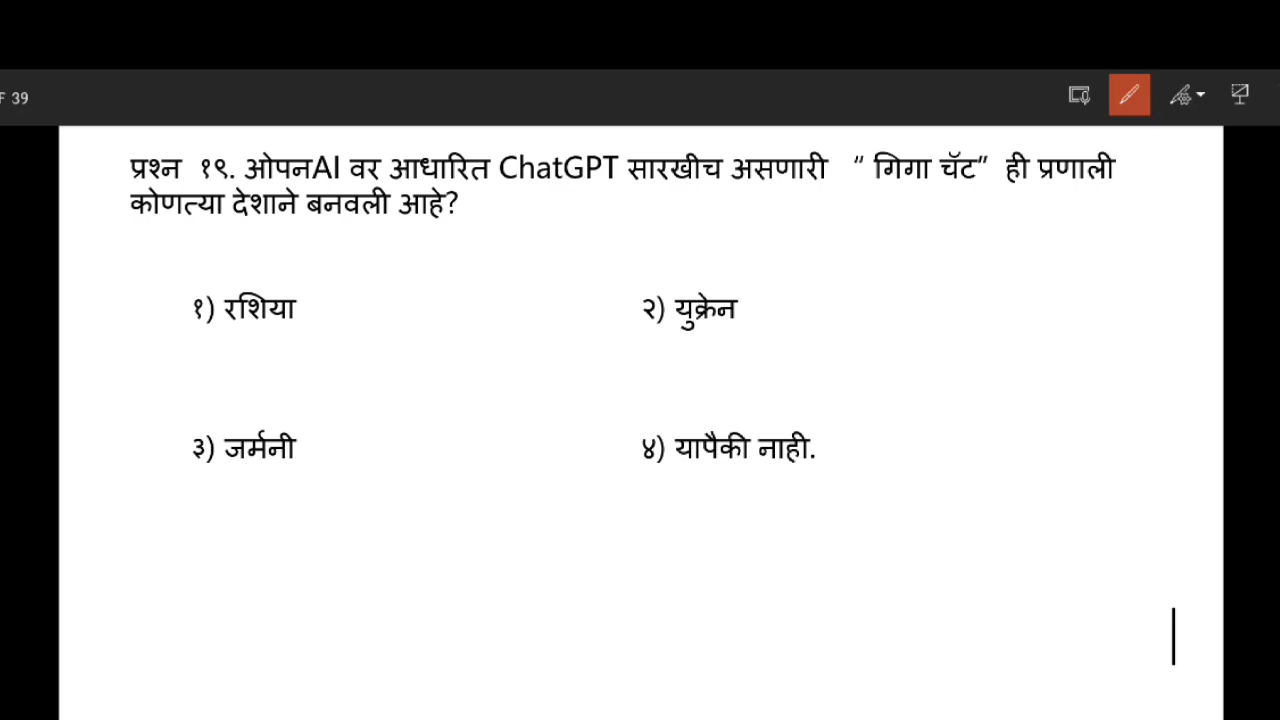 F 39
प्रश्न १९. ओपनAI वर आधारित ChatGPT सारखीच असणारी “ गिगा चॅट” ही प्रणाली
कोणत्या देशाने बनवली आहे?
१) रशिया
२) युक्रेन
३) जर्मनी
४) यापैकी नाही.